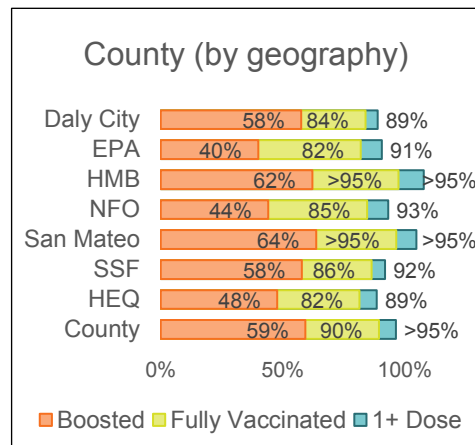 County (by geography)
Daly City 58% 84% 89%
EPA 40% 82% 91%
HMB 62% >95% >95%
NFO 44% 85% 93%
San Mateo 64% >95% >95%
SSF 58% 86% 92%
HEQ 48% 82% 89%
County 59% 90% >95%
0% 50% 100%
Boosted Fully Vaccinated 1+ Dose